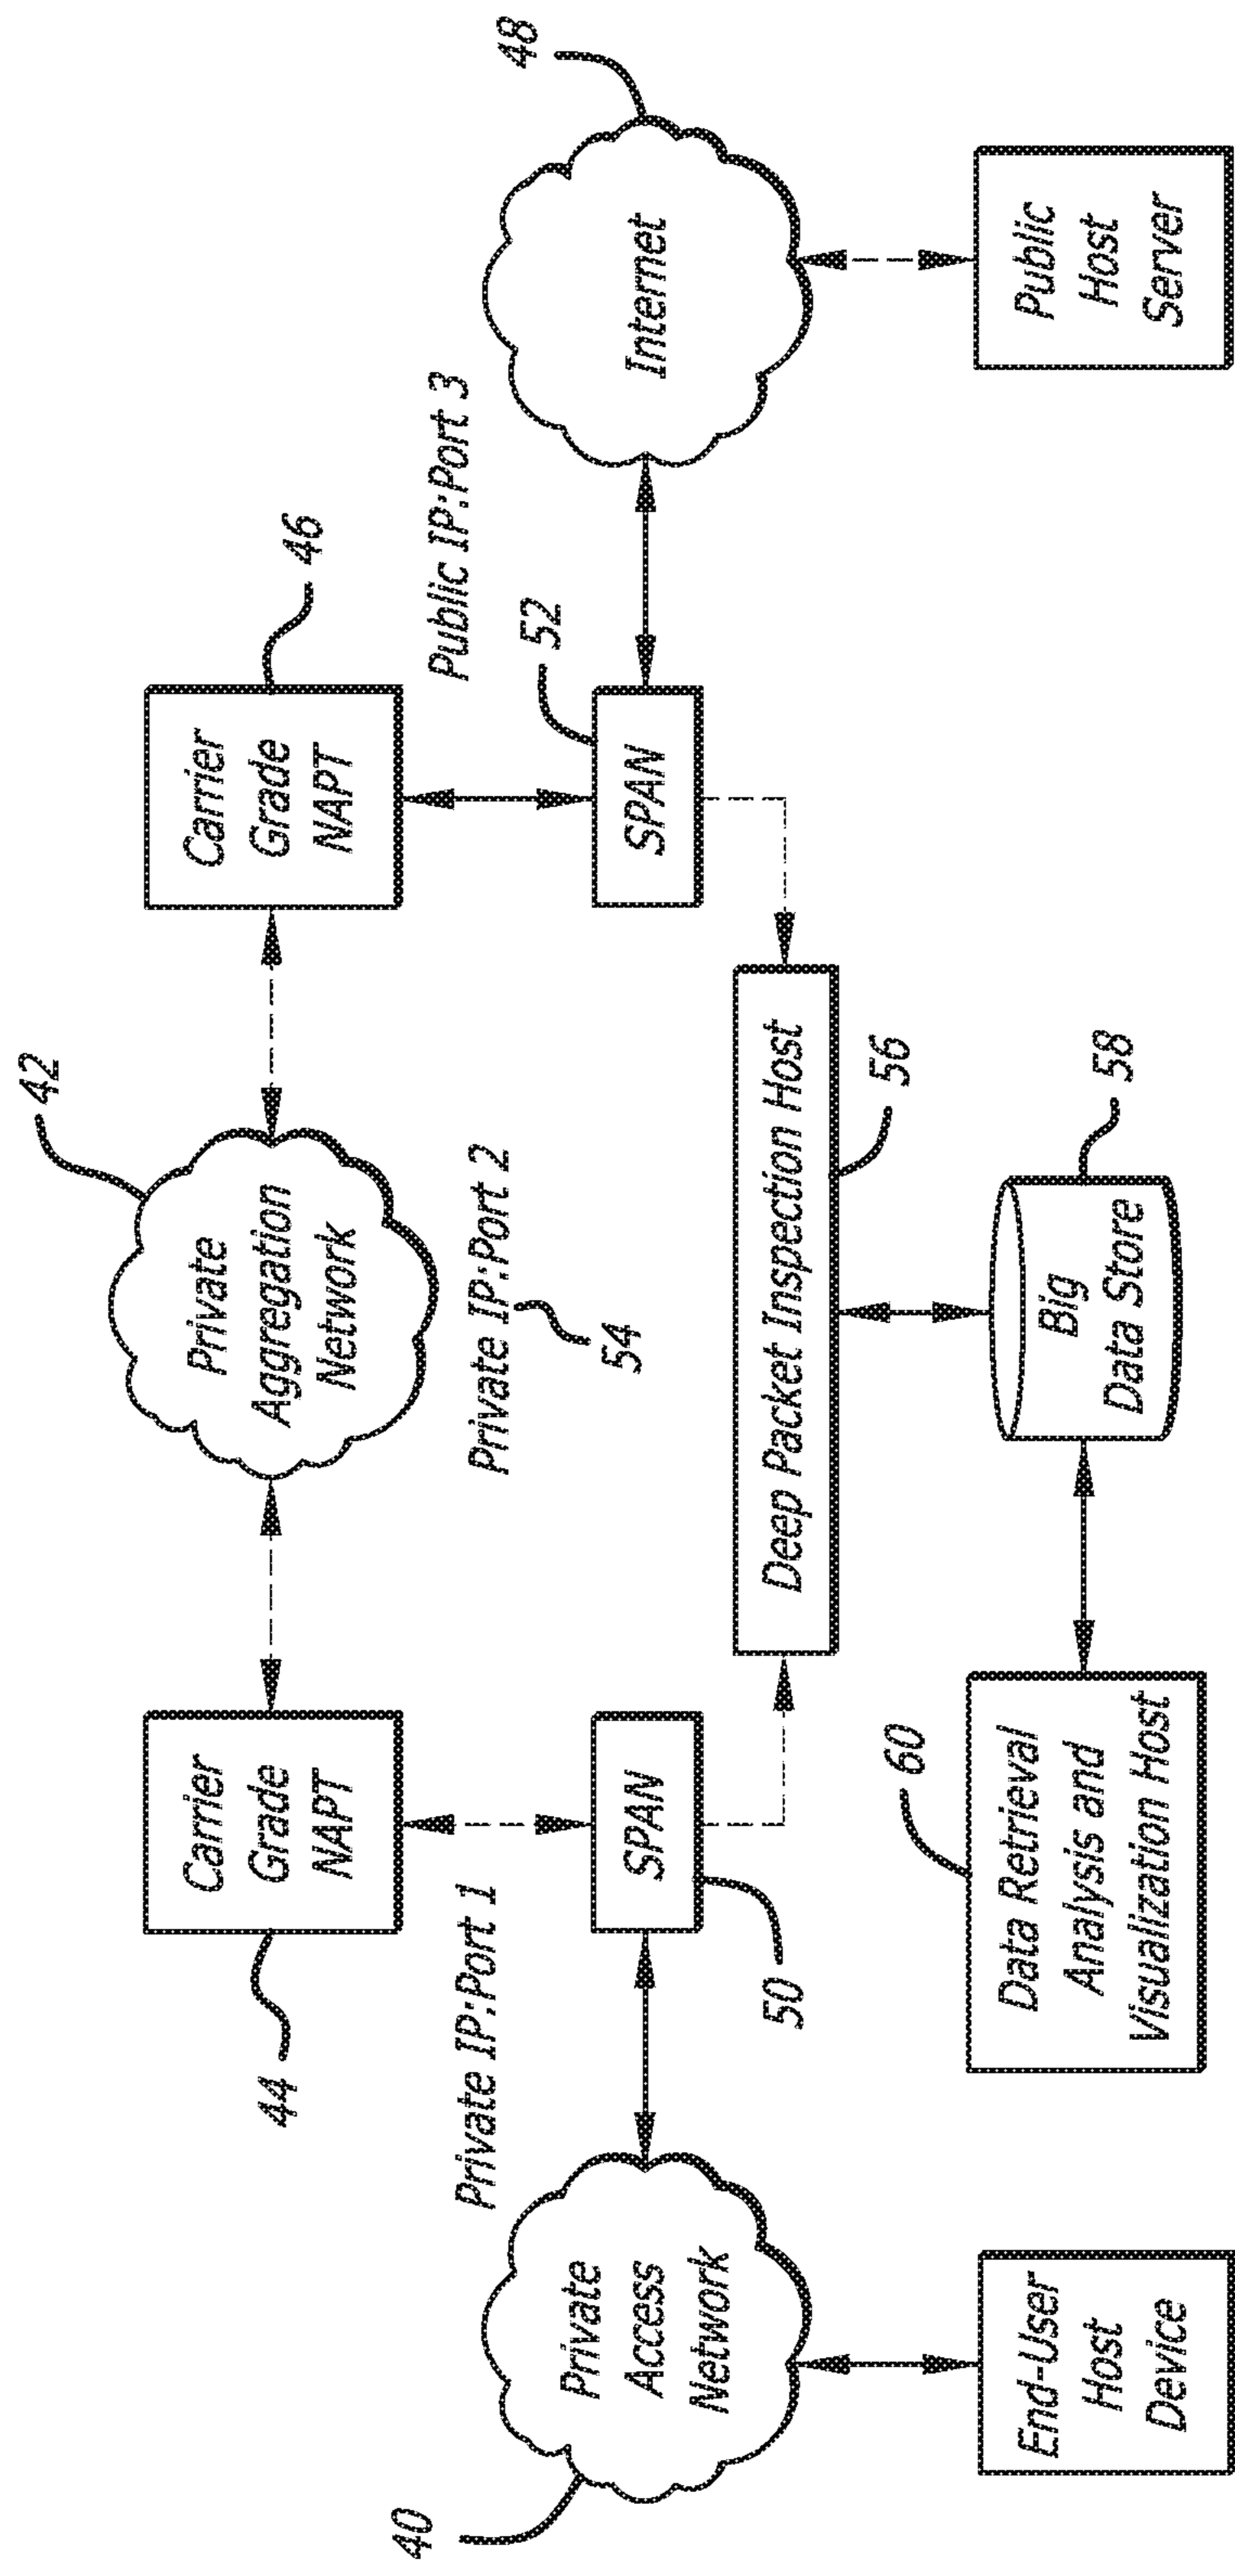 42
Private
Aggregation
Network
Carrier
Grade
NAPT
44
Carrier
Grade
NAPT
46
Private IP:Port 1
Private IP:Port 2
54
Public IP:Port 3
40
Private
Access
Network
SPAN
50
SPAN
52
Internet
48
Deep Packet Inspection Host
56
End-User
Host
Device
60
Data Retrieval
Analysis and
Visualization Host
Big
Data Store
58
Public
Host
Server